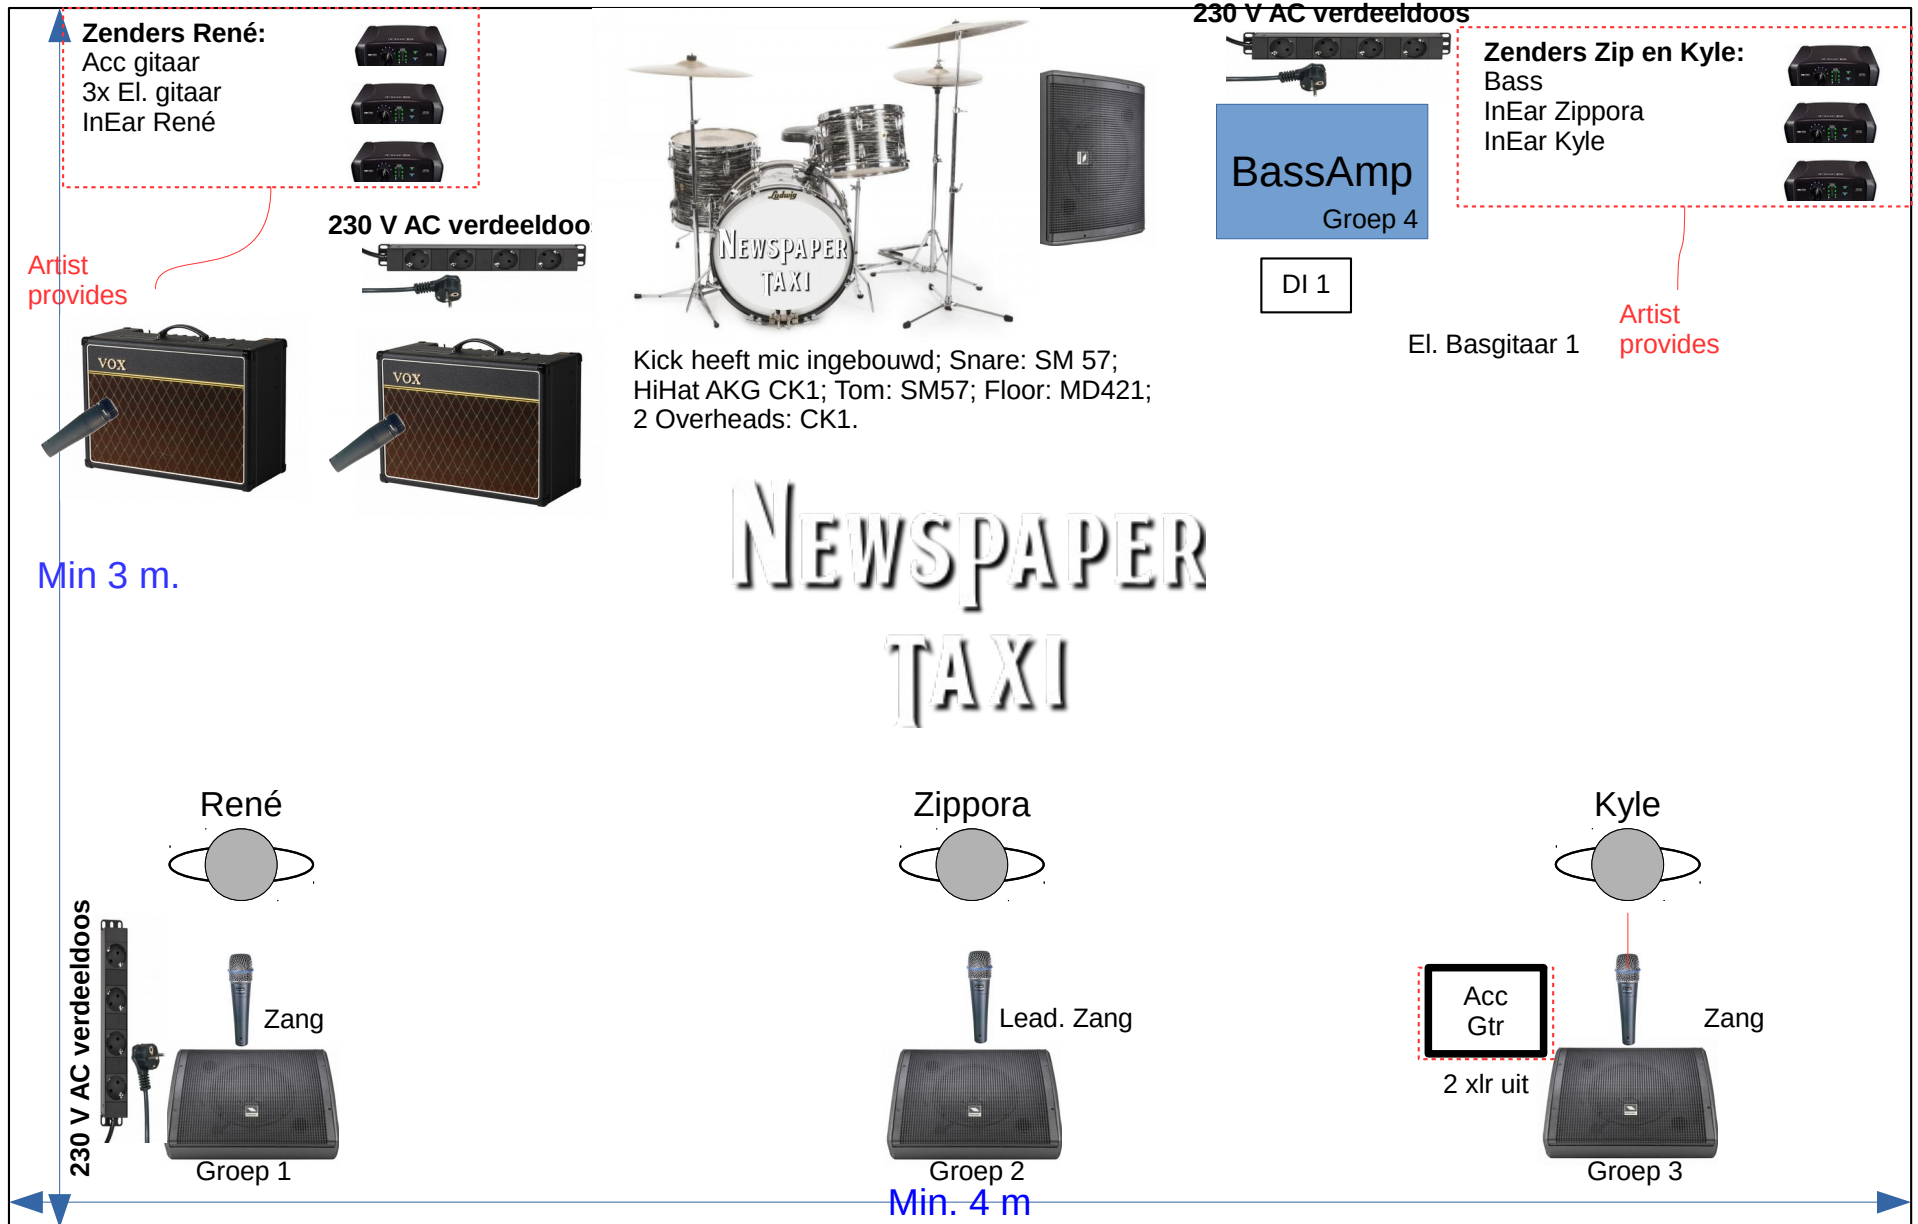 230 V AC verdeeldoos
Zenders René:
Acc gitaar
3x El. gitaar
InEar René
Zenders Zip en Kyle:
Bass
InEar Zippora
InEar Kyle
BassAmp
Groep 4
230 V AC verdeeldoos
Ludwig
NEWSPAPER
TAXI
Artist
provides
DI 1
Artist
provides
El. Basgitaar 1
VOX
VOX
Kick heeft mic ingebouwd; Snare: SM 57;
HiHat AKG CK1; Tom: SM57; Floor: MD421;
2 Overheads: CK1.
NEWSPAPER
TAXI
Min 3 m.
René
Zippora
Kyle
230 V AC verdeeldoos
Zang
Lead. Zang
Acc
Gtr
Zang
2 xlr uit
Groep 1
Groep 2
Groep 3
Min. 4 m